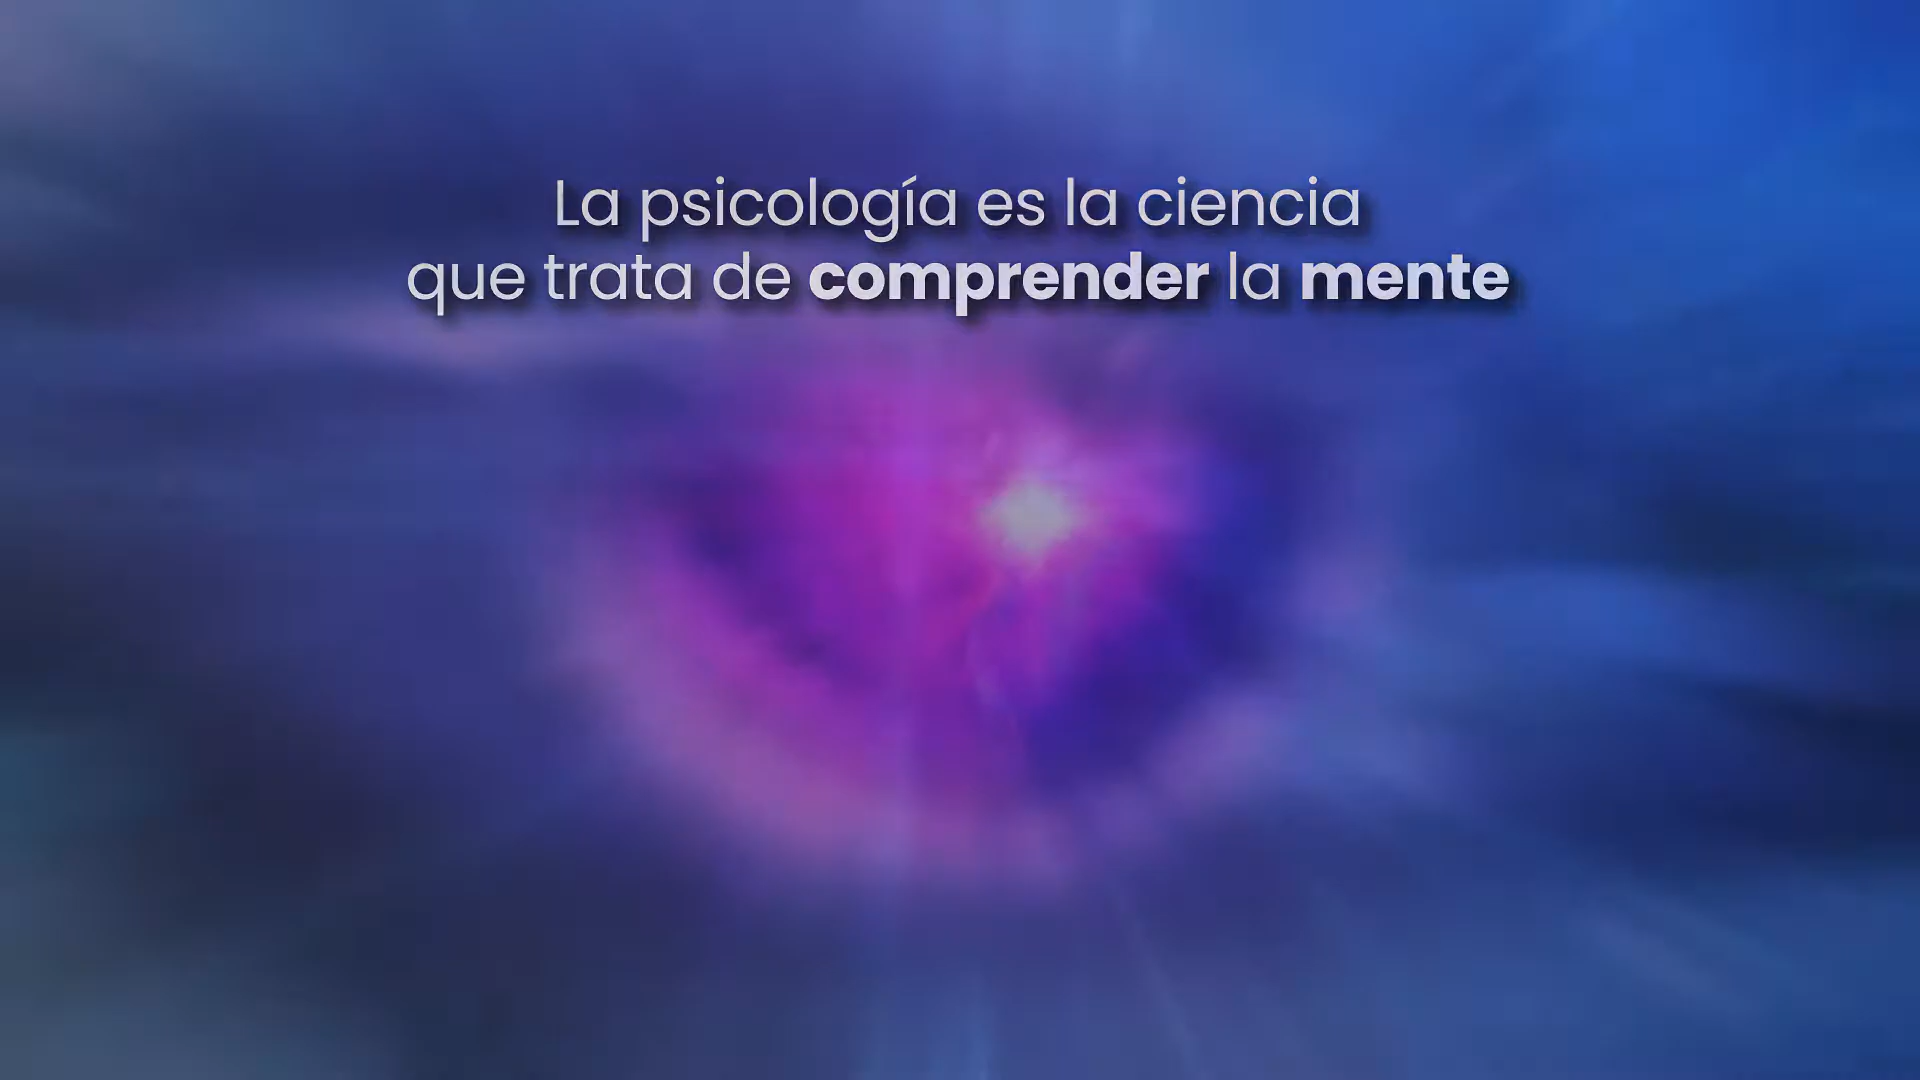 La psicología es la ciencia
que trata de comprender la mente